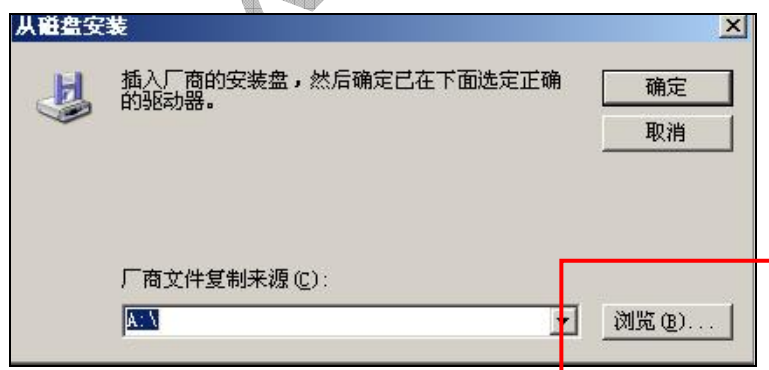 从磁盘安装
插入厂商的安装盘，然后确定已在下面选定正确
的驱动器。
确定
取消
厂商文件复制来源(C):
A:\
浏览(B)...